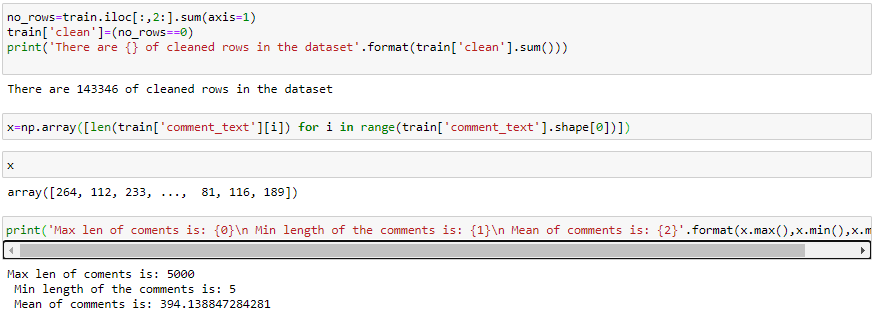 no_rows=train.iloc[:,2:].sum(axis=1)
train['clean']=(no_rows==0)
print('There are {} of cleaned rows in the dataset'.format(train['clean'].sum()))
There are 143346 of cleaned rows in the dataset
x=np.array([len(train['comment_text'][i]) for i in range(train['comment_text'].shape[0])])
x
array([264, 112, 233, ...,  81, 116, 189])
print('Max len of coments is: {0}\n Min length of the comments is: {1}\n Mean of comments is: {2}'.format(x.max(),x.min(),x.m
Max len of coments is: 5000
 Min length of the comments is: 5
 Mean of comments is: 394.138847284281